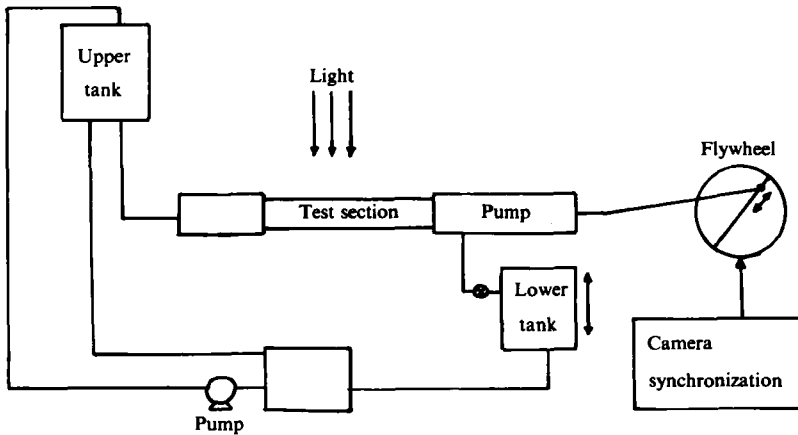 Upper
tank
Light
Flywheel
Test section
Pump
Lower
tank
Camera
synchronization
Pump